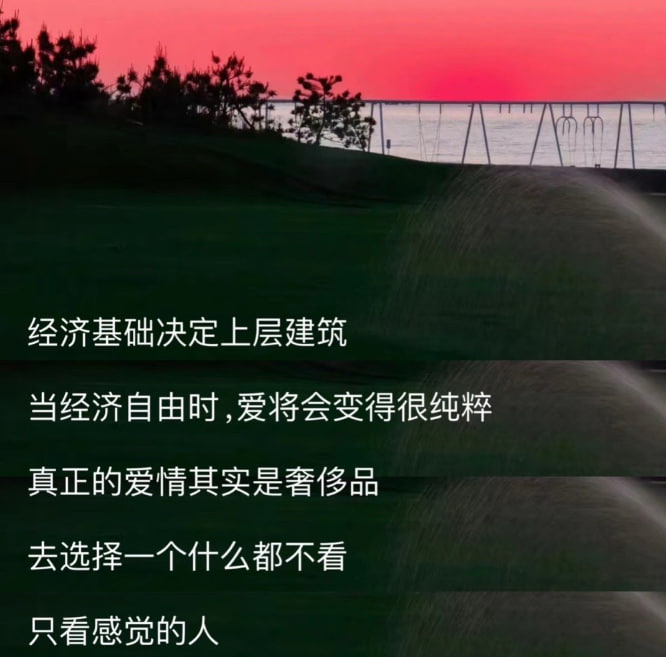 经济基础决定上层建筑
当经济自由时,爱将会变得很纯粹
真正的爱情其实是奢侈品
去选择一个什么都不看
只看感觉的人